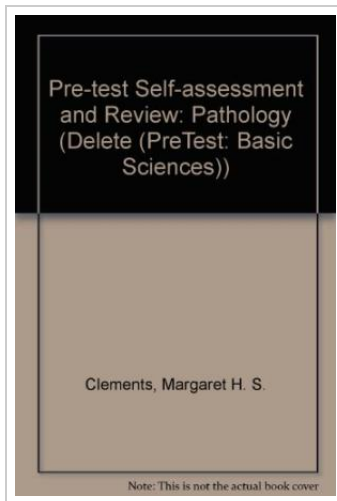 Pre-test Self-assessment
and Review: Pathology
(Delete (PreTest: Basic
Sciences))
Clements, Margaret H. S.
Note: This is not the actual book cover